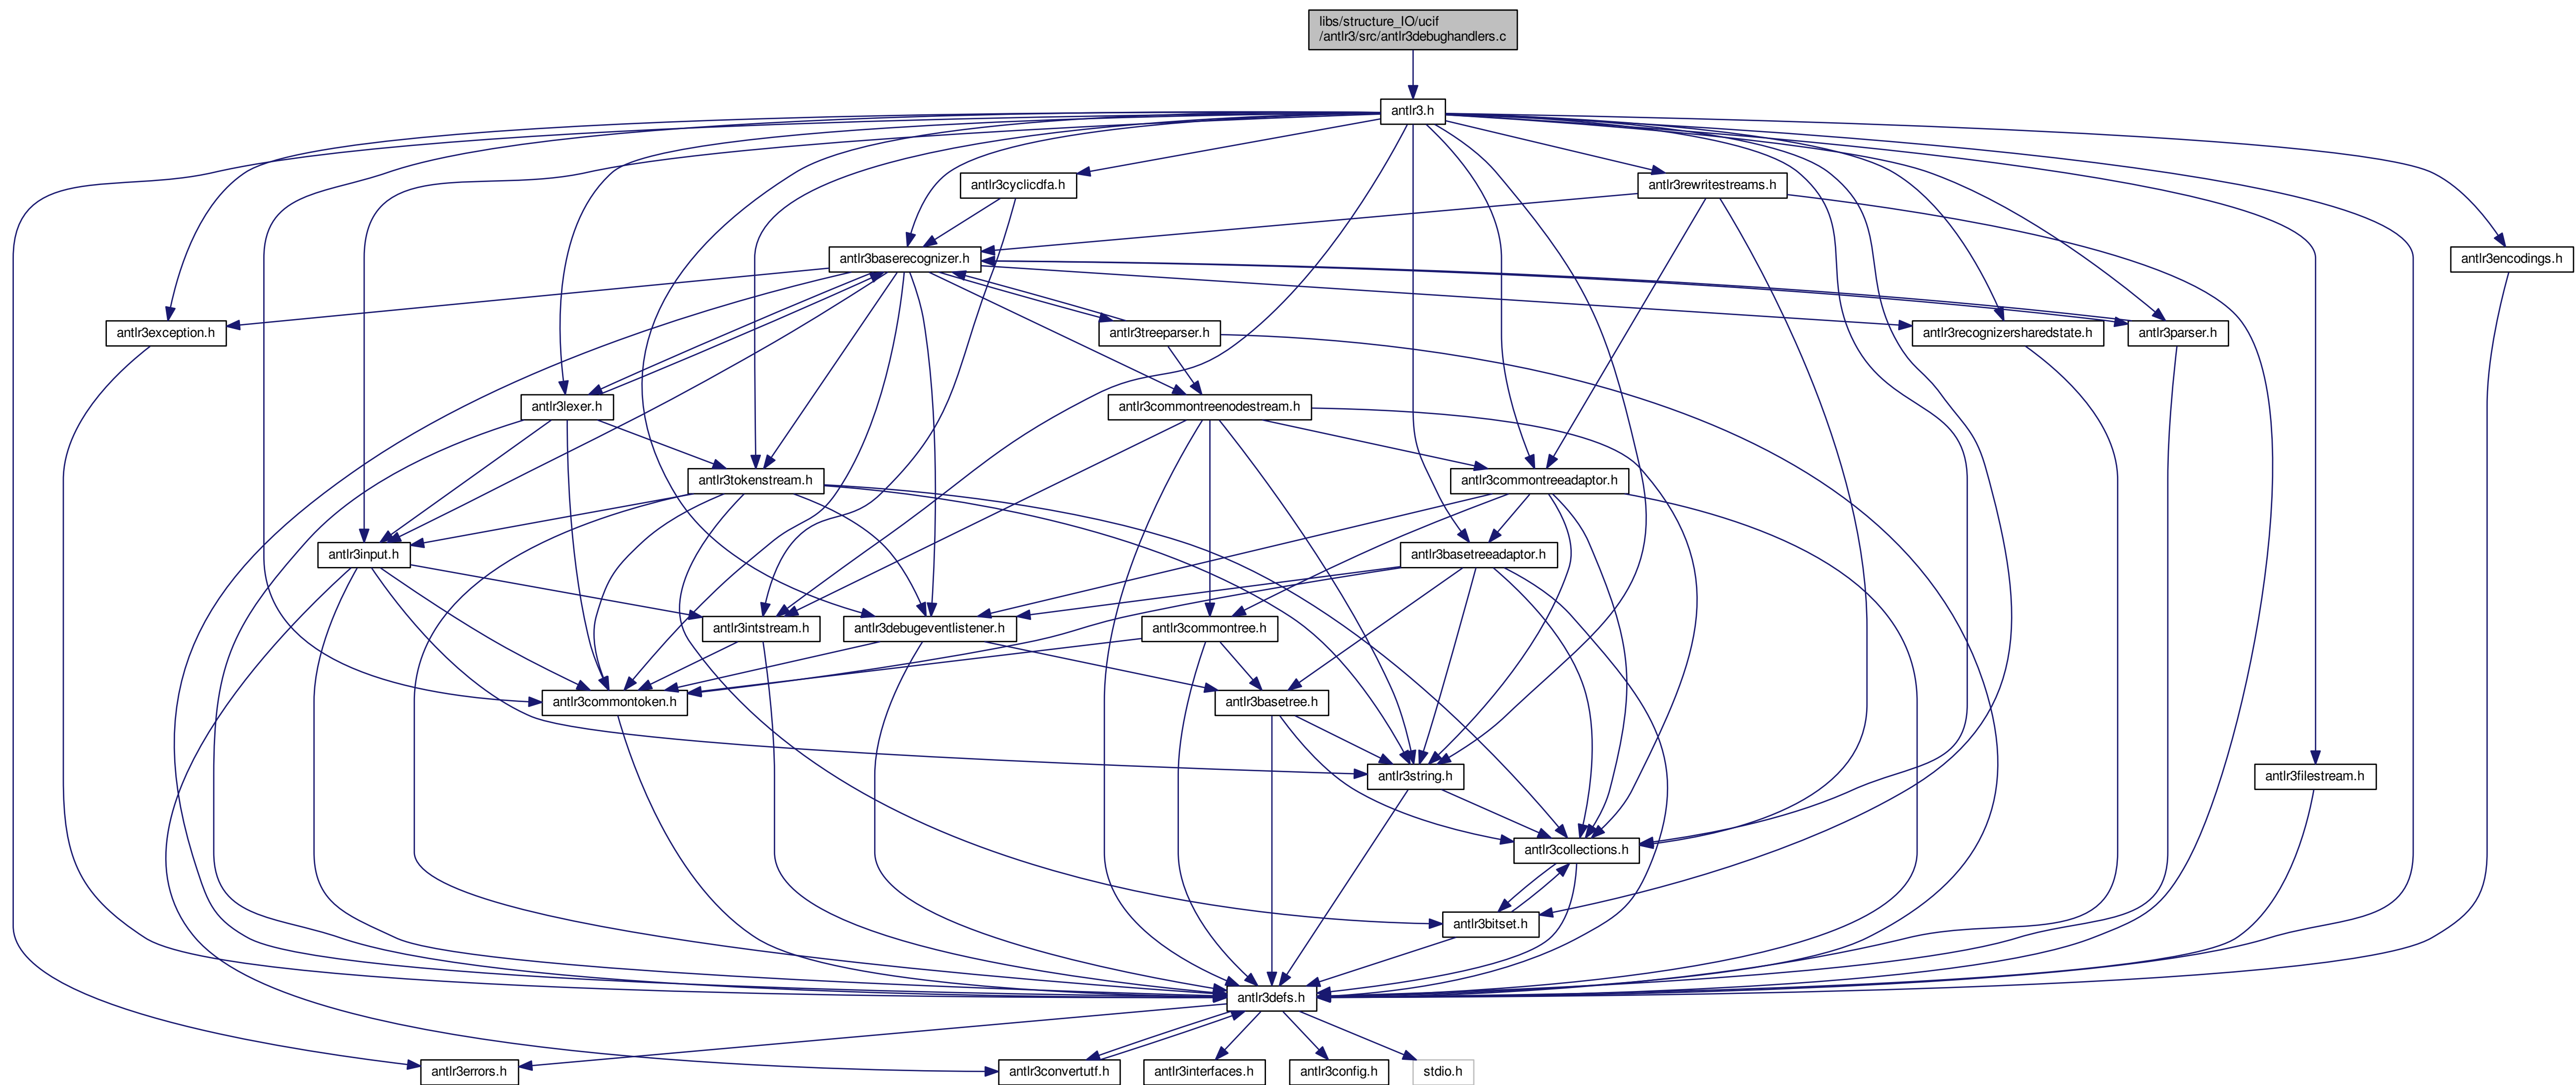 libs/structure_IO/ucif
/antlr3/src/antlr3debughandlers.c
antlr3.h
antlr3cyclicdfa.h
antlr3rewritestreams.h
antlr3baserecognizer.h
antlr3encodings.h
antlr3exception.h
antlr3treeparser.h
antlr3recognizersharedstate.h
antlr3parser.h
antlr3lexer.h
antlr3commontreenodestream.h
antlr3tokenstream.h
antlr3commontreeadaptor.h
antlr3input.h
antlr3basetreeadaptor.h
antlr3intstream.h
antlr3debugeventlistener.h
antlr3commontree.h
antlr3commontoken.h
antlr3basetree.h
antlr3string.h
antlr3filestream.h
antlr3collections.h
antlr3bitset.h
antlr3defs.h
antlr3errors.h
antlr3convertutf.h
antlr3interfaces.h
antlr3config.h
stdio.h